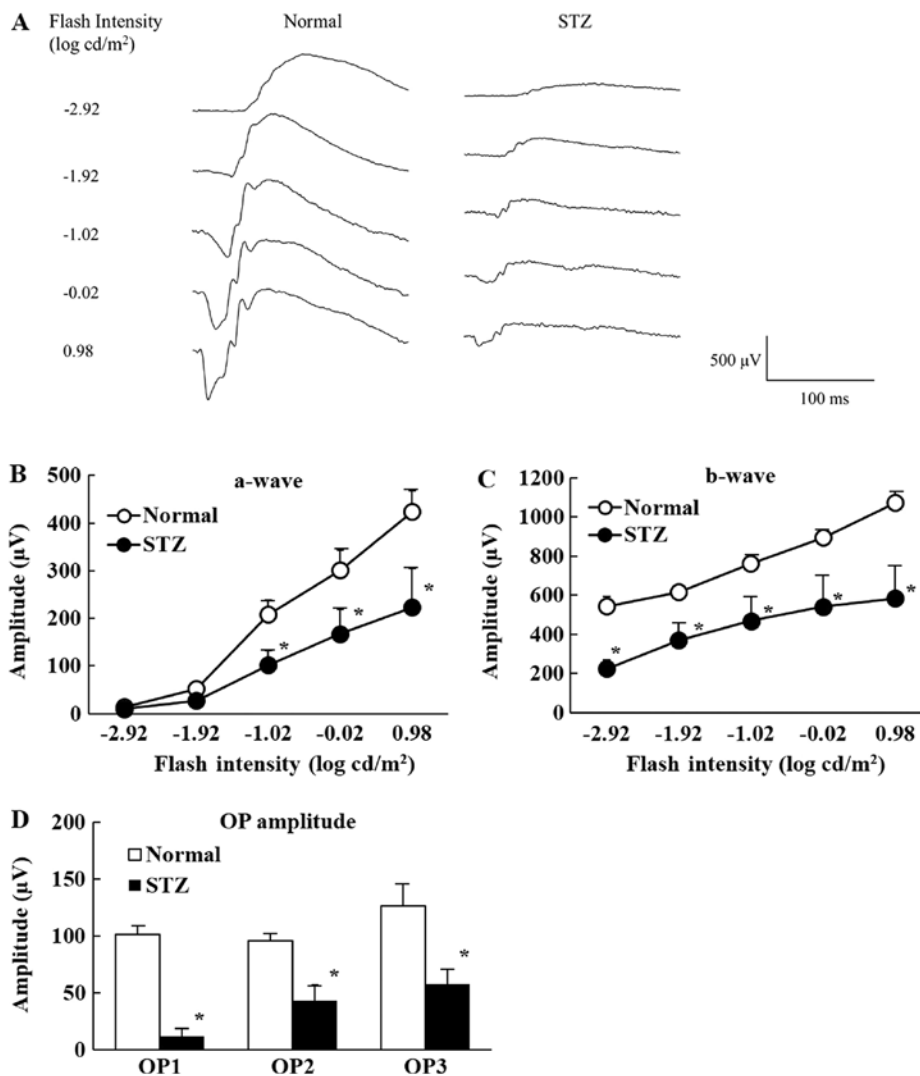 A Flash Intensity (log cd/m²) Normal STZ
-2.92
-1.92
-1.02
-0.02
0.98
500 µV
100 ms
B a-wave
Amplitude (µV)
500
400
300
200
100
0
Normal
STZ
*
*
*
-2.92 -1.92 -1.02 -0.02 0.98
Flash intensity (log cd/m²)
C b-wave
Amplitude (µV)
1200
1000
800
600
400
200
0
Normal
STZ
*
*
*
*
*
-2.92 -1.92 -1.02 -0.02 0.98
Flash intensity (log cd/m²)
D OP amplitude
Amplitude (µV)
200
150
100
50
0
Normal
STZ
*
*
*
OP1 OP2 OP3